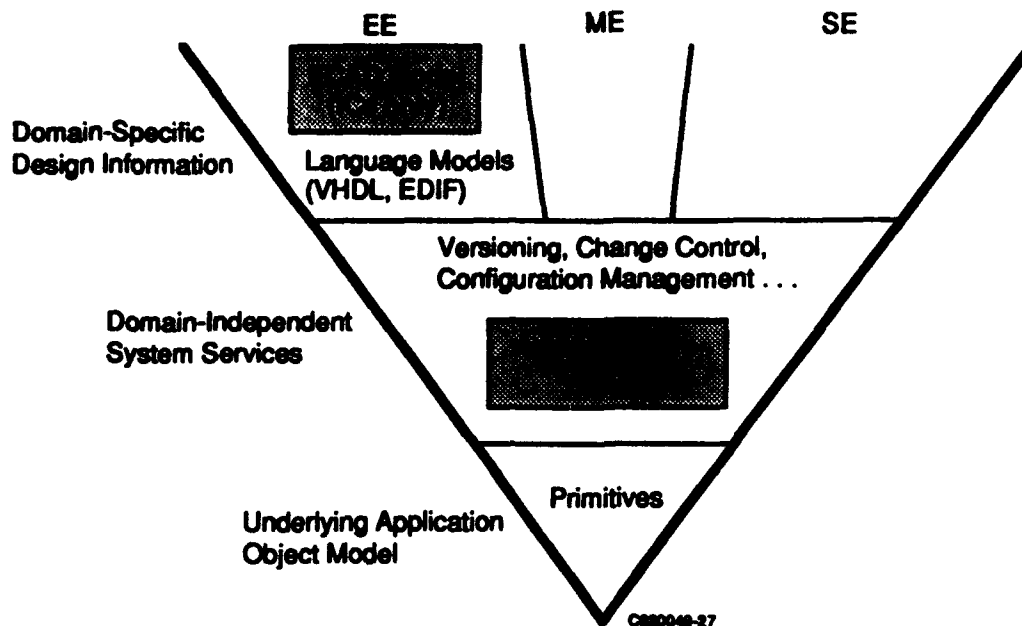 EE ME SE
Domain-Specific
Design Information
Language Models
(VHDL, EDIF)
Versioning, Change Control,
Configuration Management . . .
Domain-Independent
System Services
Primitives
Underlying Application
Object Model